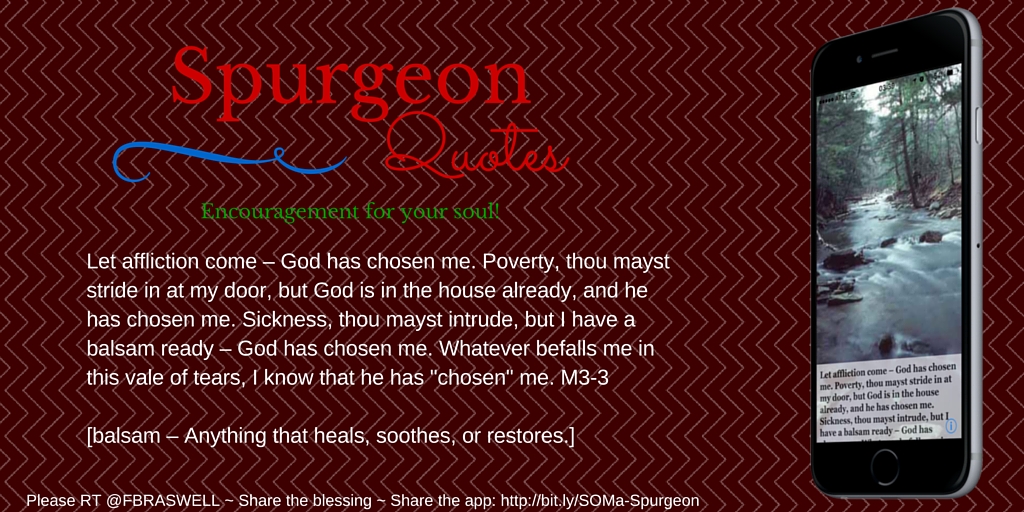 Spurgeon
Quotes
Encouragement for your soul!
Let affliction come – God has chosen me. Poverty, thou mayst
stride in at my door, but God is in the house already, and he
has chosen me. Sickness, thou mayst intrude, but I have a
balsam ready – God has chosen me. Whatever befalls me in
this vale of tears, I know that he has "chosen" me. M3-3
[balsam – Anything that heals, soothes, or restores.]
Please RT @FBRASWELL ~ Share the blessing ~ Share the app: http://bit.ly/SOMa-Spurgeon
Let affliction come – God has chosen
me. Poverty, thou mayst stride in at
my door, but God is in the house
already, and he has chosen me.
Sickness, thou mayst intrude, but I
have a balsam ready – God has